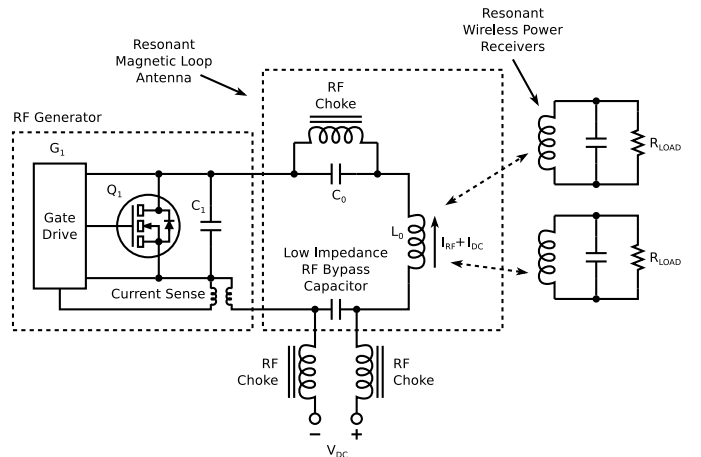 Resonant
Magnetic Loop
Antenna
Resonant
Wireless Power
Receivers
RF
Choke
RF Generator
G1
Q1
C1
C0
Gate
Drive
L0
IRF+IDC
RLOAD
Low Impedance
RF Bypass
Capacitor
Current Sense
RLOAD
RF
Choke
RF
Choke
− +
VDC